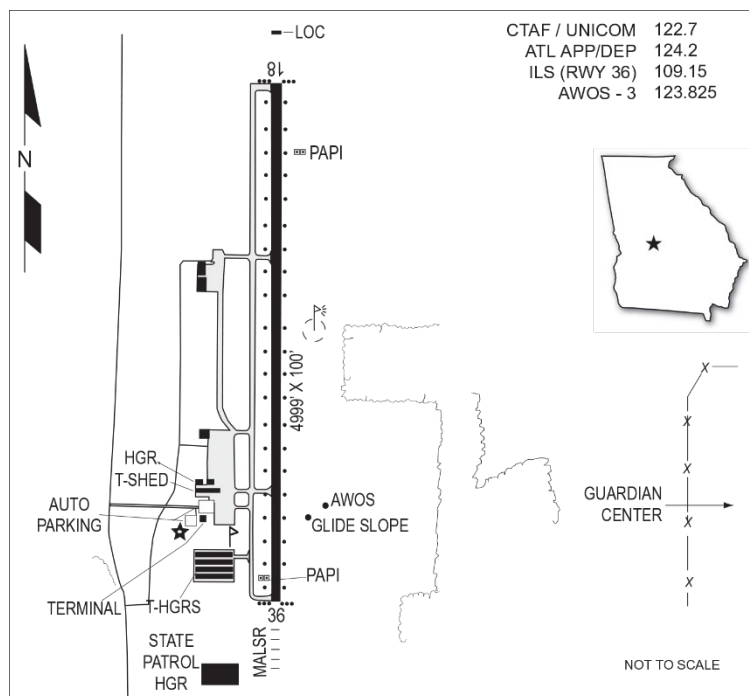 LOC
CTAF / UNICOM 122.7
ATL APP/DEP 124.2
ILS (RWY 36) 109.15
AWOS - 3 123.825
18
PAPI
N
4999' X 100'
HGR.
T-SHED
AUTO
PARKING
AWOS
GLIDE SLOPE
GUARDIAN
CENTER
X
X
X
X
X
PAPI
TERMINAL
T-HGRS
36
MALSR
STATE
PATROL
HGR
NOT TO SCALE